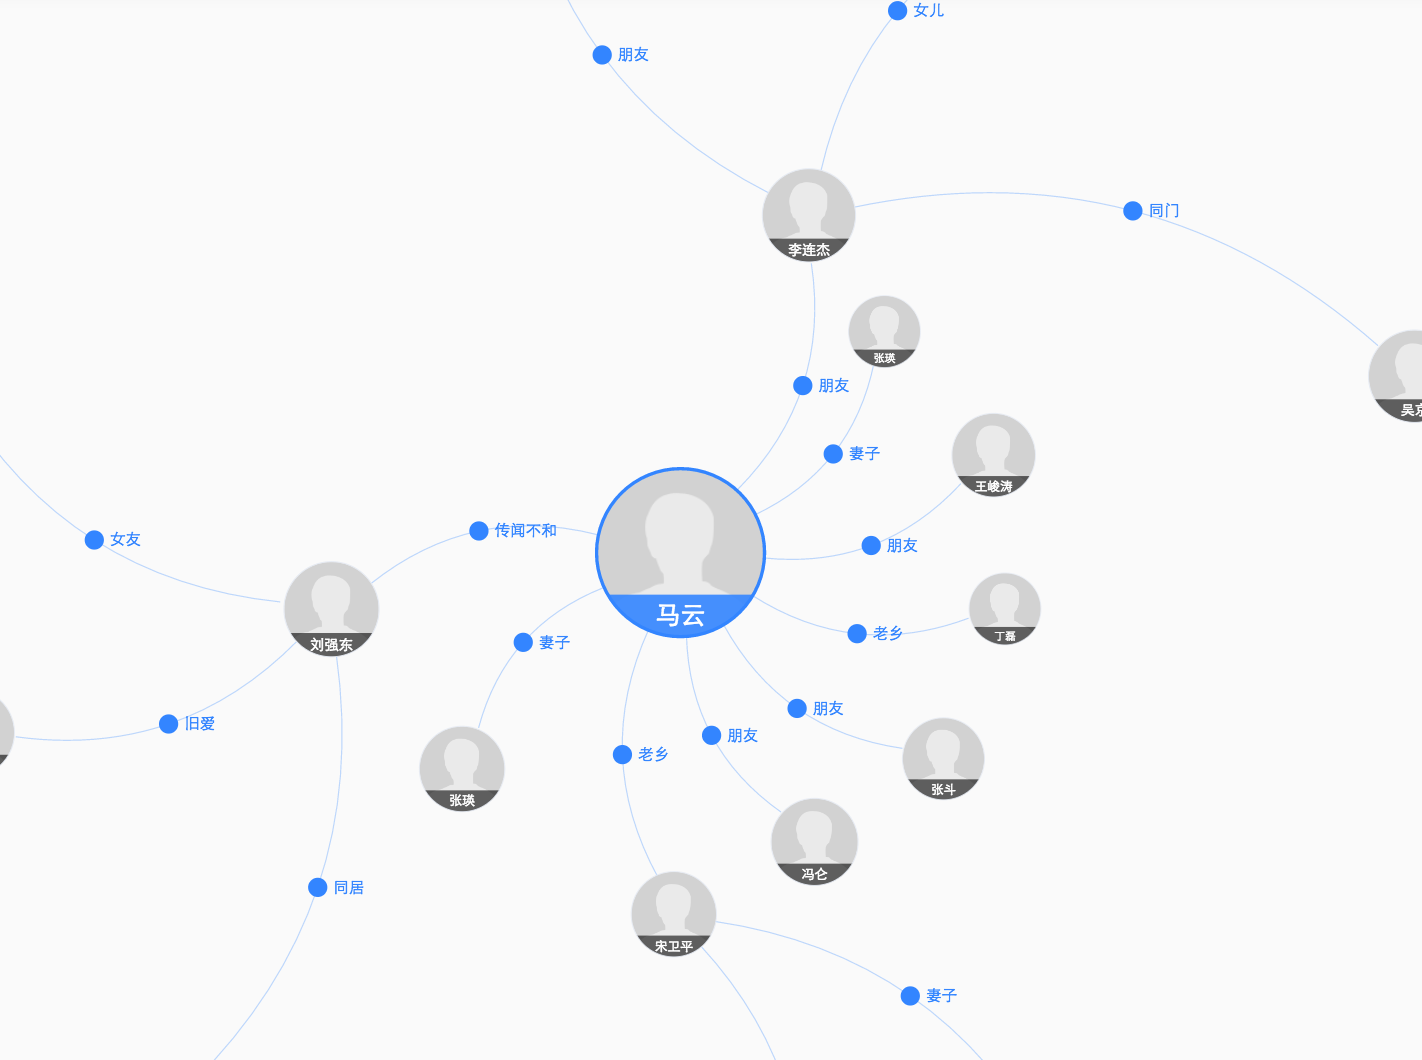 女儿
朋友
同门
李连杰
张瑛
朋友
吴京
妻子
王峻涛
传闻不和
女友
朋友
马云
老乡
丁磊
妻子
刘强东
朋友
旧爱
朋友
老乡
张斗
张瑛
冯仑
同居
宋卫平
妻子